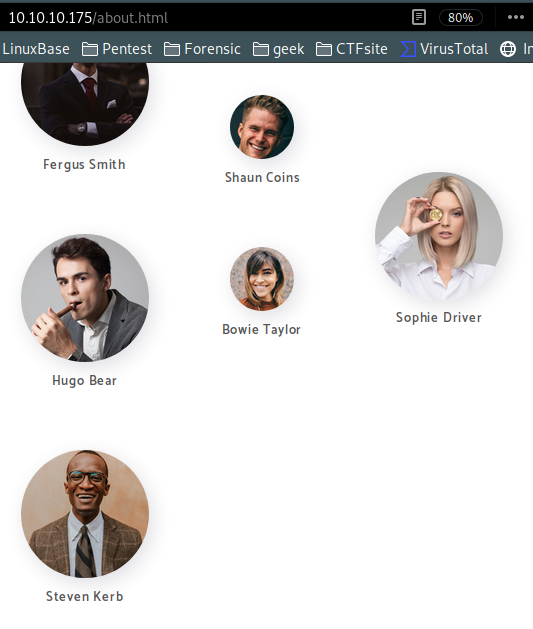 10.10.10.175/about.html
80%
LinuxBase Pentest Forensic geek CTFsite VirusTotal
Fergus Smith
Shaun Coins
Sophie Driver
Bowie Taylor
Hugo Bear
Steven Kerb